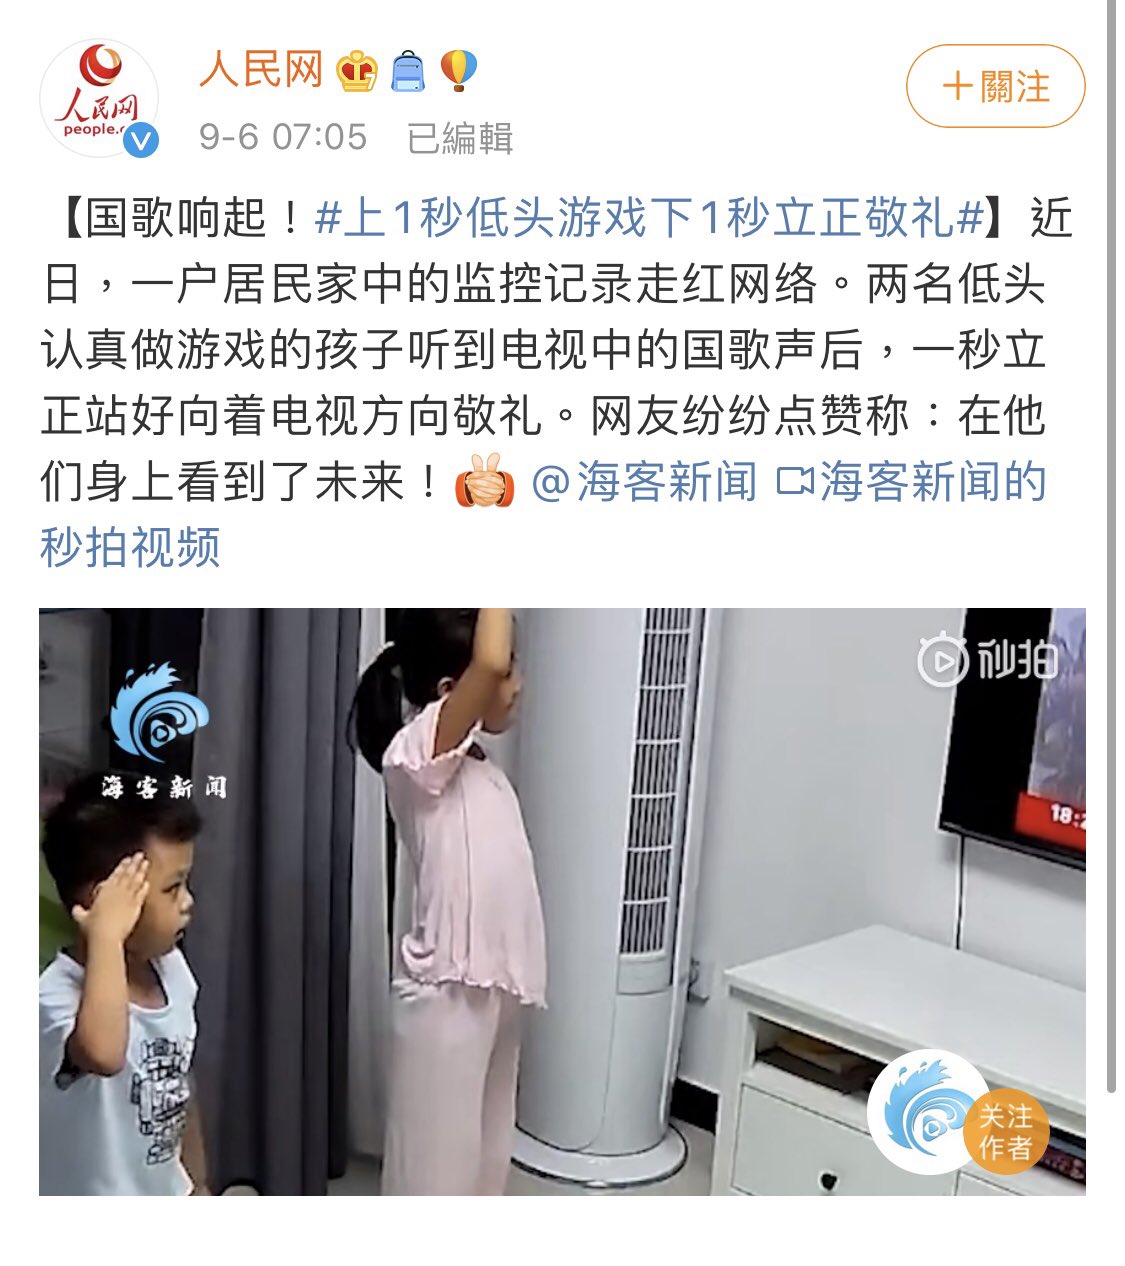 人民网
people.c
人民网
+關注
9-6 07:05 已編輯
【国歌响起！#上1秒低头游戏下1秒立正敬礼#】近
日，一户居民家中的监控记录走红网络。两名低头
认真做游戏的孩子听到电视中的国歌声后，一秒立
正站好向着电视方向敬礼。网友纷纷点赞称：在他
们身上看到了未来！ @海客新闻 海客新闻的
秒拍视频
秒拍
海客新闻
18:2
关注
作者